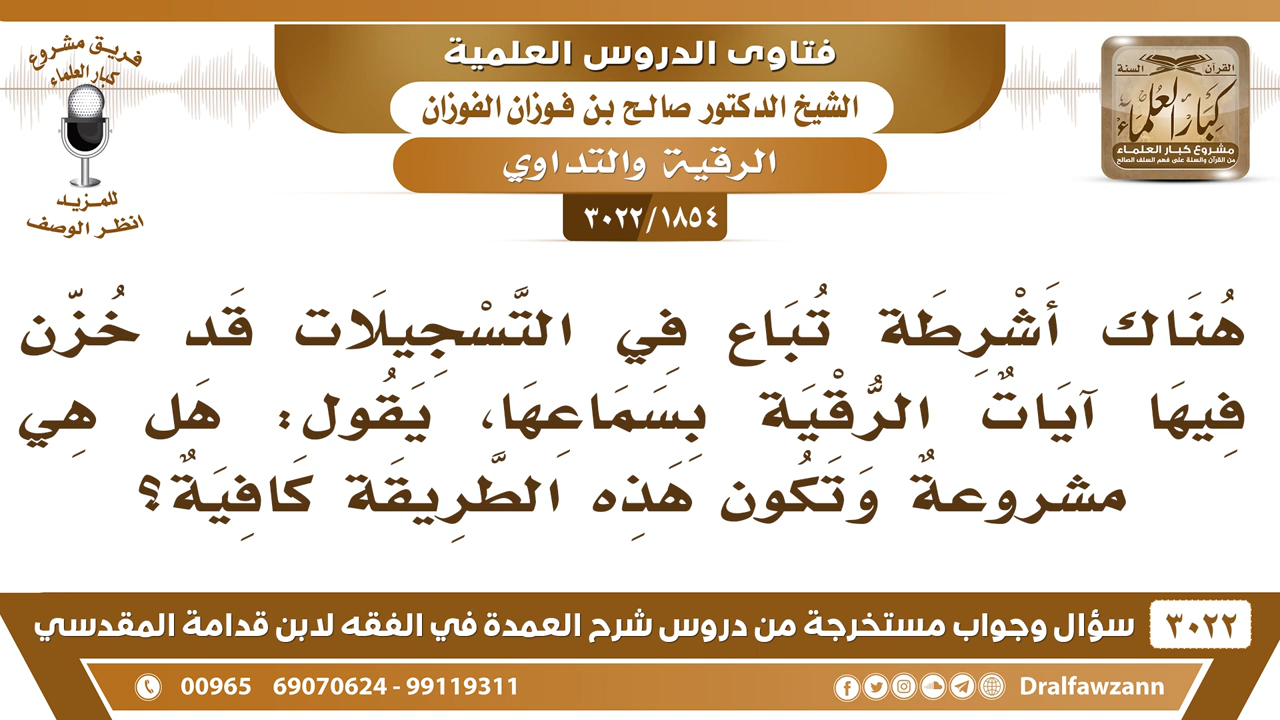 فتاوى الدروس العلمية
الشيخ الدكتور صالح بن فوزان الفوزان
الرقية والتداوي
٣٠٢٢/١٨٥٤
فريق مشروع
كبار العلماء
للمزيد
انظر الوصف
القرآن السنة
كبار العلماء
مشروع كبار العلماء
من القرآن والسنة على فهم السلف الصالح
هُنَاك أَشْرِطَة تُبَاع فِي التَّسْجِيلَات قَد خُزّن
فِيهَا آيَاتٌ الرُّقْيَة بِسَمَاعِهَا، يَقُول: هَل هِي
مشروعةٌ وَتَكُون هَذِه الطَّرِيقَة كَافِيَةٌ؟
٣٠٢٢
سؤال وجواب مستخرجة من دروس شرح العمدة في الفقه لابن قدامة المقدسي
00965 69070624 - 99119311
Dralfawzann